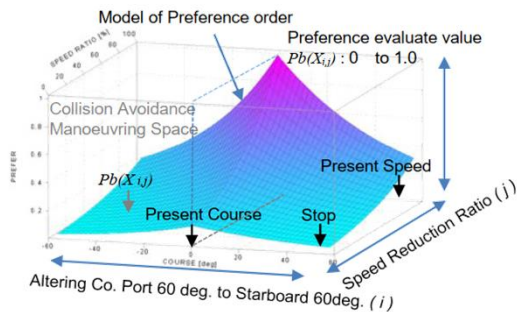 Model of Preference order
Preference evaluate value
Pb(Xi,j) : 0 to 1.0
SPEED RATIO [%]
0 20 40 60 80 100
Collision Avoidance
Manoeuvring Space
PREFER
1
0.8
0.6
0.4
0.2
Pb(Xi,j)
Present Speed
Present Course
Stop
-60 -40 -20 0 20 40 60
COURSE [deg]
Speed Reduction Ratio (j)
Altering Co. Port 60 deg. to Starboard 60deg. (i)